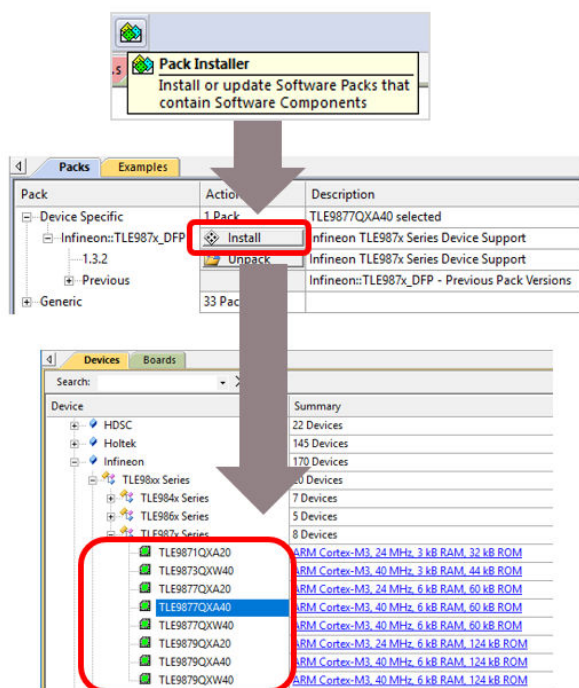 .s
Pack Installer
Install or update Software Packs that
contain Software Components
Packs Examples
Pack Action Description
Device Specific 1 Pack TLE9877QXA40 selected
Infineon::TLE987x_DFP Install Infineon TLE987x Series Device Support
1.3.2 Unpack Infineon TLE987x Series Device Support
Previous Infineon::TLE987x_DFP - Previous Pack Versions
Generic 33 Pac
Devices Boards
Search:
Device Summary
HDSC 22 Devices
Holtek 145 Devices
Infineon 170 Devices
TLE98xx Series 20 Devices
TLE984x Series 7 Devices
TLE986x Series 5 Devices
TLE987x Series 8 Devices
TLE9871QXA20 ARM Cortex-M3, 24 MHz, 3 kB RAM, 32 kB ROM
TLE9873QXW40 ARM Cortex-M3, 40 MHz, 3 kB RAM, 44 kB ROM
TLE9877QXA20 ARM Cortex-M3, 24 MHz, 6 kB RAM, 60 kB ROM
TLE9877QXA40 ARM Cortex-M3, 40 MHz, 6 kB RAM, 60 kB ROM
TLE9877QXW40 ARM Cortex-M3, 40 MHz, 6 kB RAM, 60 kB ROM
TLE9879QXA20 ARM Cortex-M3, 24 MHz, 6 kB RAM, 124 kB ROM
TLE9879QXA40 ARM Cortex-M3, 40 MHz, 6 kB RAM, 124 kB ROM
TLE9879QXW40 ARM Cortex-M3, 40 MHz, 6 kB RAM, 124 kB ROM